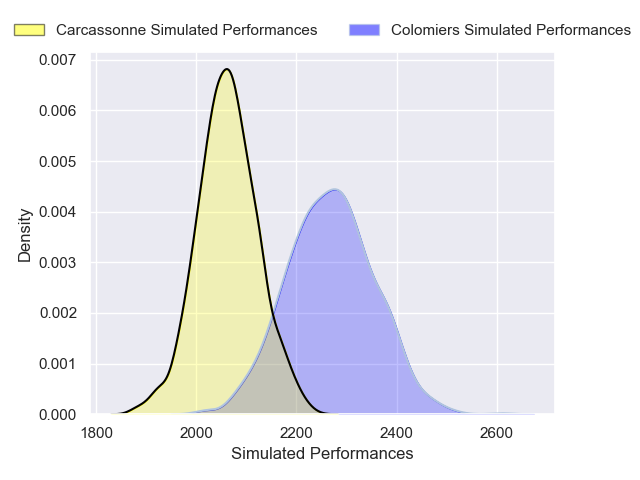 Carcassonne Simulated Performances Colomiers Simulated Performances
0.007
0.006
0.005
0.004
0.003
0.002
0.001
0.000
Density
1800 2000 2200 2400 2600
Simulated Performances